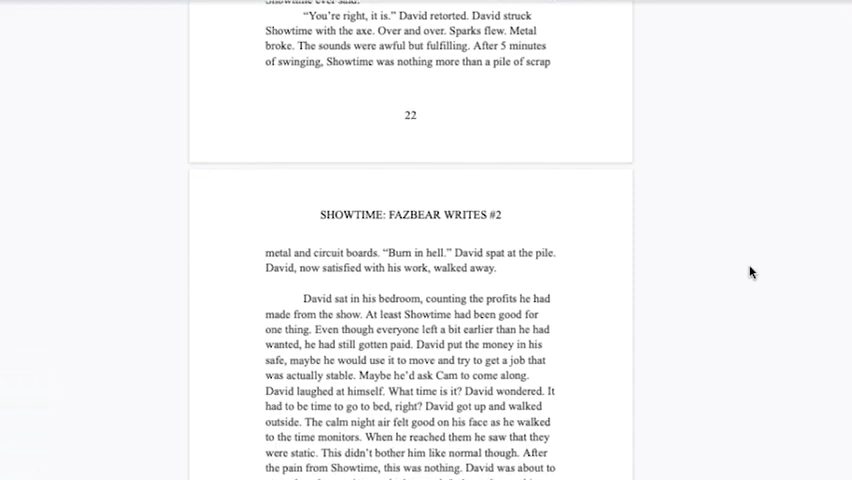 Showtime ever said.
"You're right, it is." David retorted. David struck
Showtime with the axe. Over and over. Sparks flew. Metal
broke. The sounds were awful but fulfilling. After 5 minutes
of swinging, Showtime was nothing more than a pile of scrap
22
SHOWTIME: FAZBEAR WRITES #2
metal and circuit boards. "Burn in hell." David spat at the pile.
David, now satisfied with his work, walked away.
David sat in his bedroom, counting the profits he had
made from the show. At least Showtime had been good for
one thing. Even though everyone left a bit earlier than he had
wanted, he had still gotten paid. David put the money in his
safe, maybe he would use it to move and try to get a job that
was actually stable. Maybe he'd ask Cam to come along.
David laughed at himself. What time is it? David wondered. It
had to be time to go to bed, right? David got up and walked
outside. The calm night air felt good on his face as he walked
to the time monitors. When he reached them he saw that they
were static. This didn't bother him like normal though. After
the pain from Showtime, this was nothing. David was about to